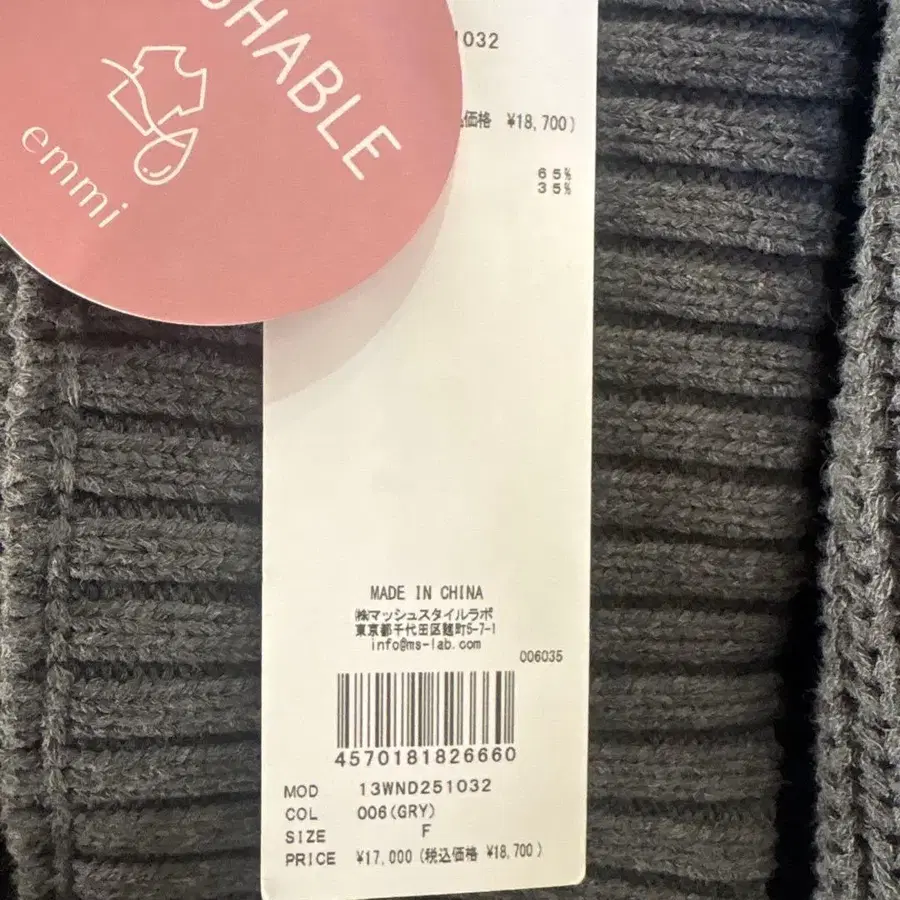 SHABLE
emmi
1032
込価格 ¥18,700)
65%
35%
MADE IN CHINA
㈱マッシュスタイルラボ
東京都千代田区麹町5-7-1
info@ms-lab.com
006035
4570181826660
MOD 13WND251032
COL 006(GRY)
SIZE F
PRICE ¥17,000 (税込価格 ¥18,700)